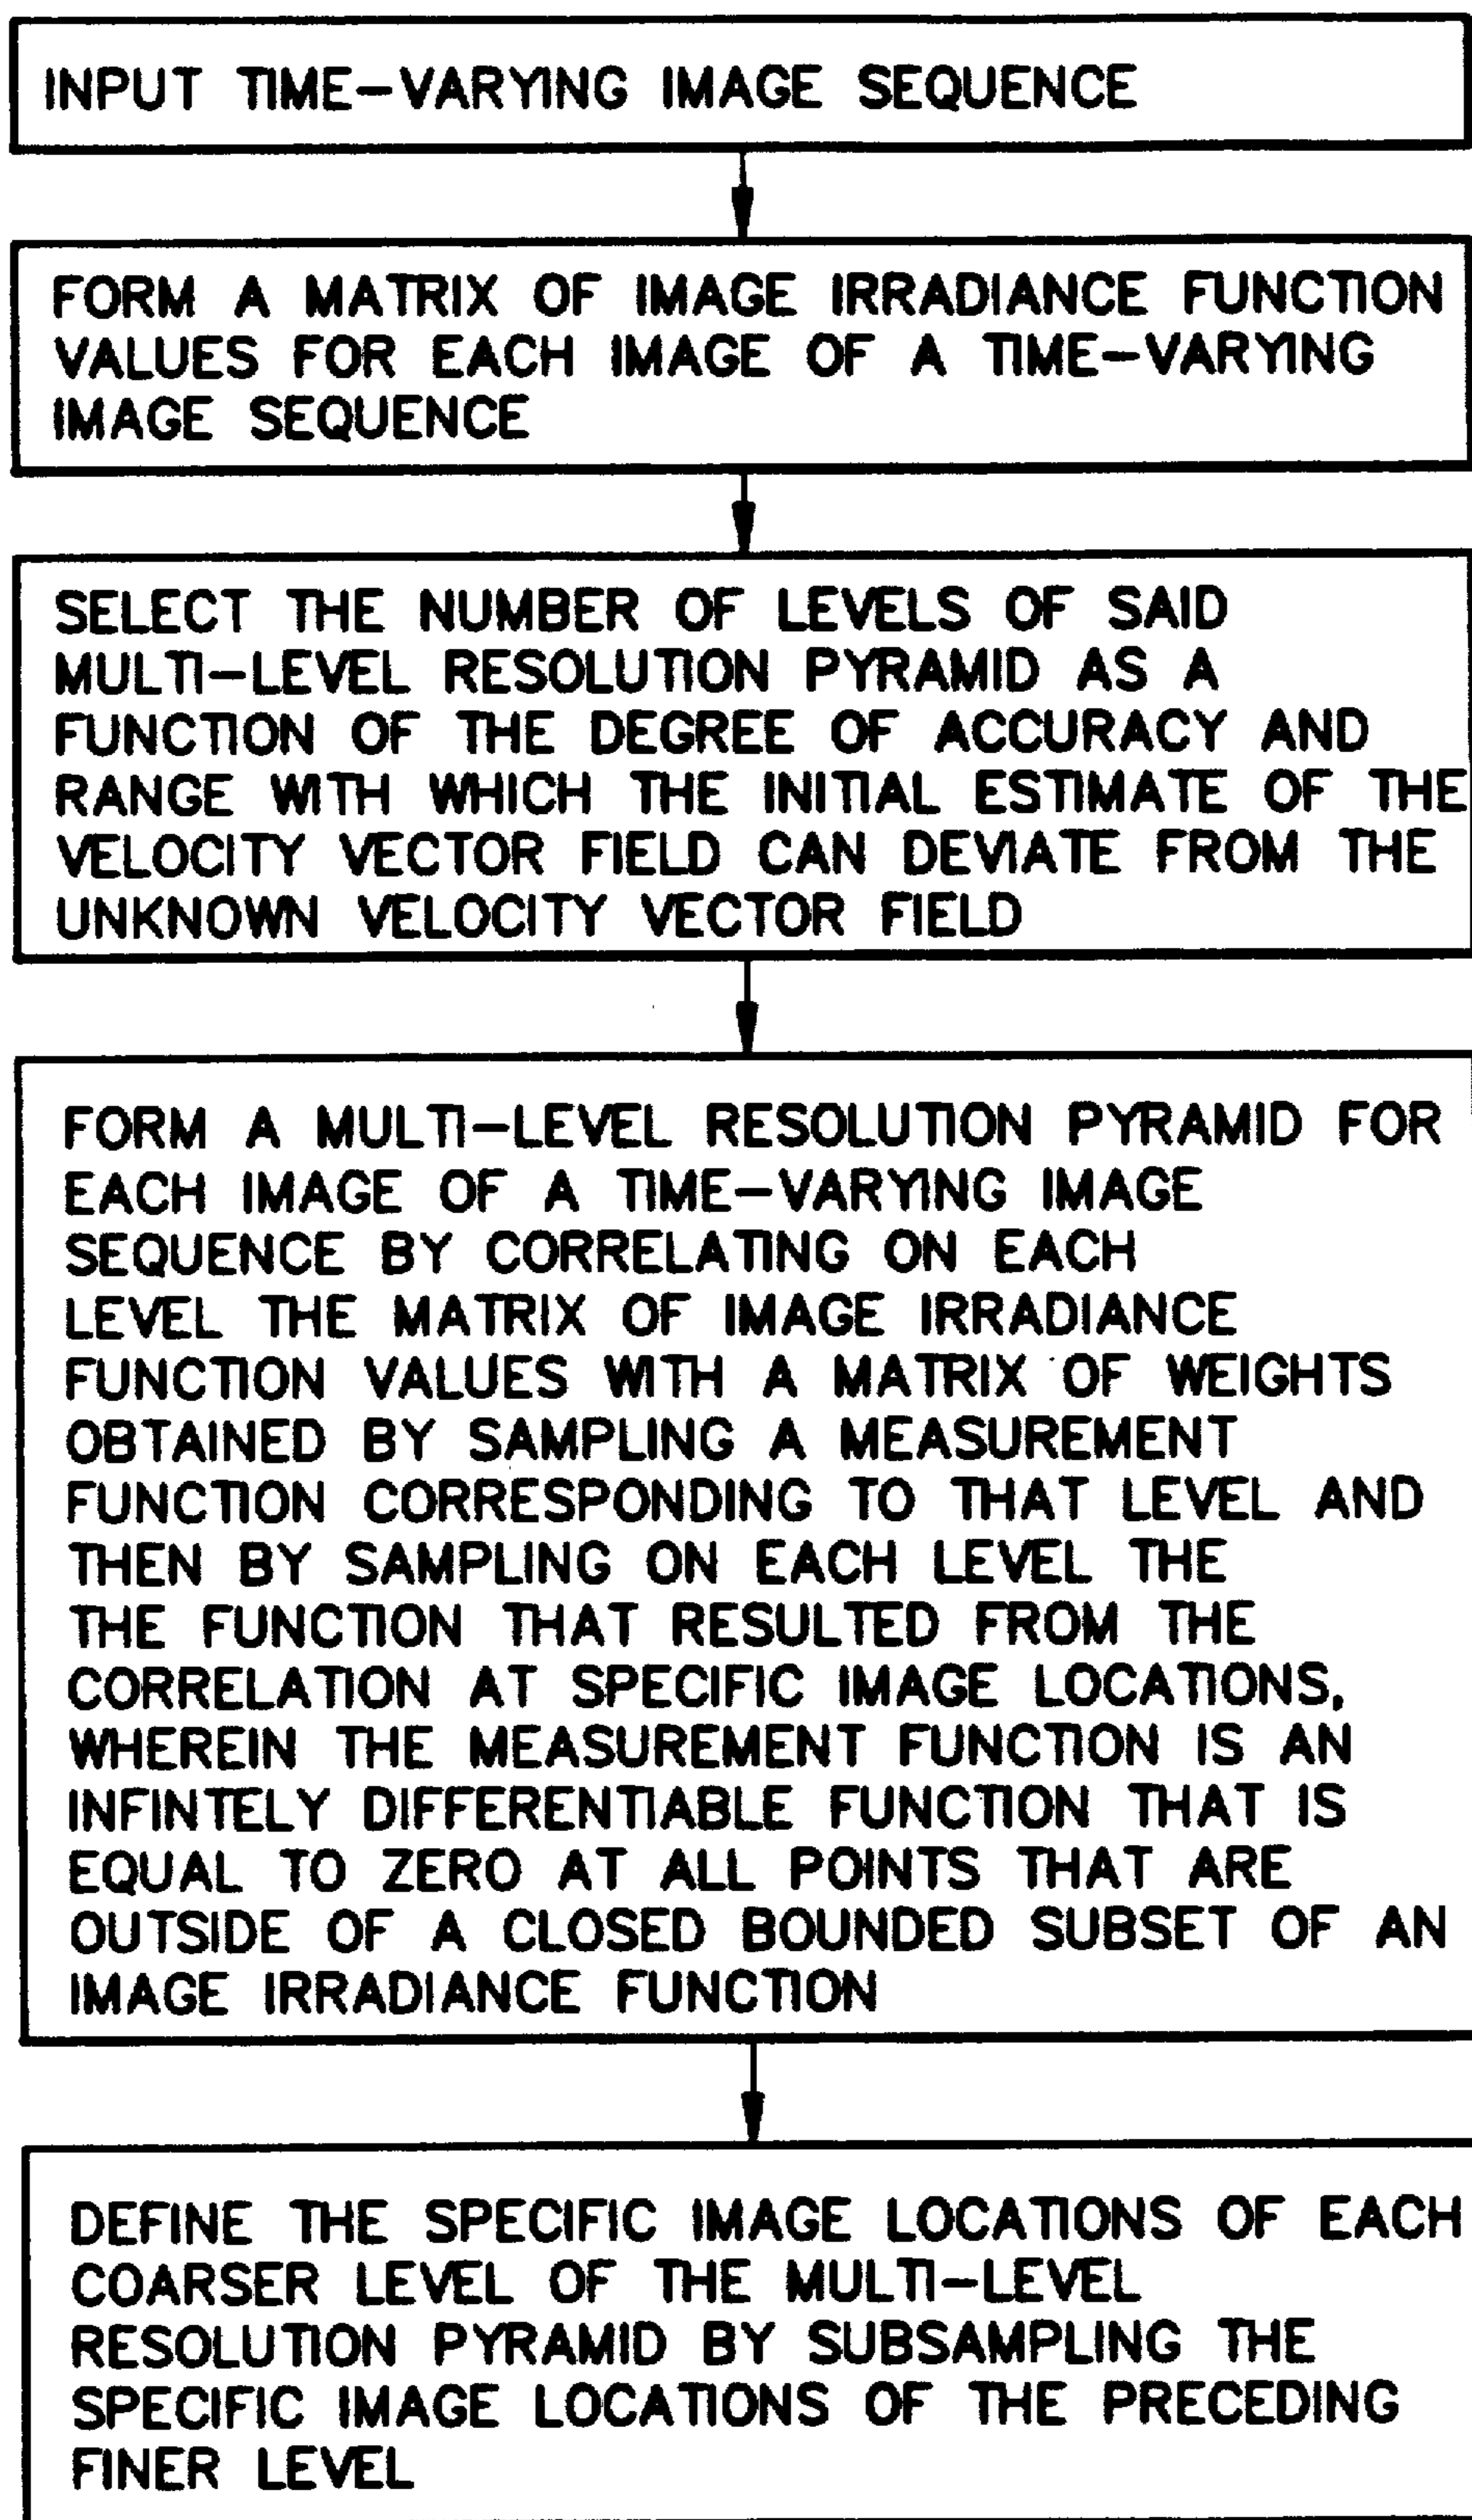 INPUT TIME-VARYING IMAGE SEQUENCE
FORM A MATRIX OF IMAGE IRRADIANCE FUNCTION
VALUES FOR EACH IMAGE OF A TIME-VARYING
IMAGE SEQUENCE
SELECT THE NUMBER OF LEVELS OF SAID
MULTI-LEVEL RESOLUTION PYRAMID AS A
FUNCTION OF THE DEGREE OF ACCURACY AND
RANGE WITH WHICH THE INITIAL ESTIMATE OF THE
VELOCITY VECTOR FIELD CAN DEVIATE FROM THE
UNKNOWN VELOCITY VECTOR FIELD
FORM A MULTI-LEVEL RESOLUTION PYRAMID FOR
EACH IMAGE OF A TIME-VARYING IMAGE
SEQUENCE BY CORRELATING ON EACH
LEVEL THE MATRIX OF IMAGE IRRADIANCE
FUNCTION VALUES WITH A MATRIX OF WEIGHTS
OBTAINED BY SAMPLING A MEASUREMENT
FUNCTION CORRESPONDING TO THAT LEVEL AND
THEN BY SAMPLING ON EACH LEVEL THE
THE FUNCTION THAT RESULTED FROM THE
CORRELATION AT SPECIFIC IMAGE LOCATIONS,
WHEREIN THE MEASUREMENT FUNCTION IS AN
INFINTELY DIFFERENTIABLE FUNCTION THAT IS
EQUAL TO ZERO AT ALL POINTS THAT ARE
OUTSIDE OF A CLOSED BOUNDED SUBSET OF AN
IMAGE IRRADIANCE FUNCTION
DEFINE THE SPECIFIC IMAGE LOCATIONS OF EACH
COARSER LEVEL OF THE MULTI-LEVEL
RESOLUTION PYRAMID BY SUBSAMPLING THE
SPECIFIC IMAGE LOCATIONS OF THE PRECEDING
FINER LEVEL